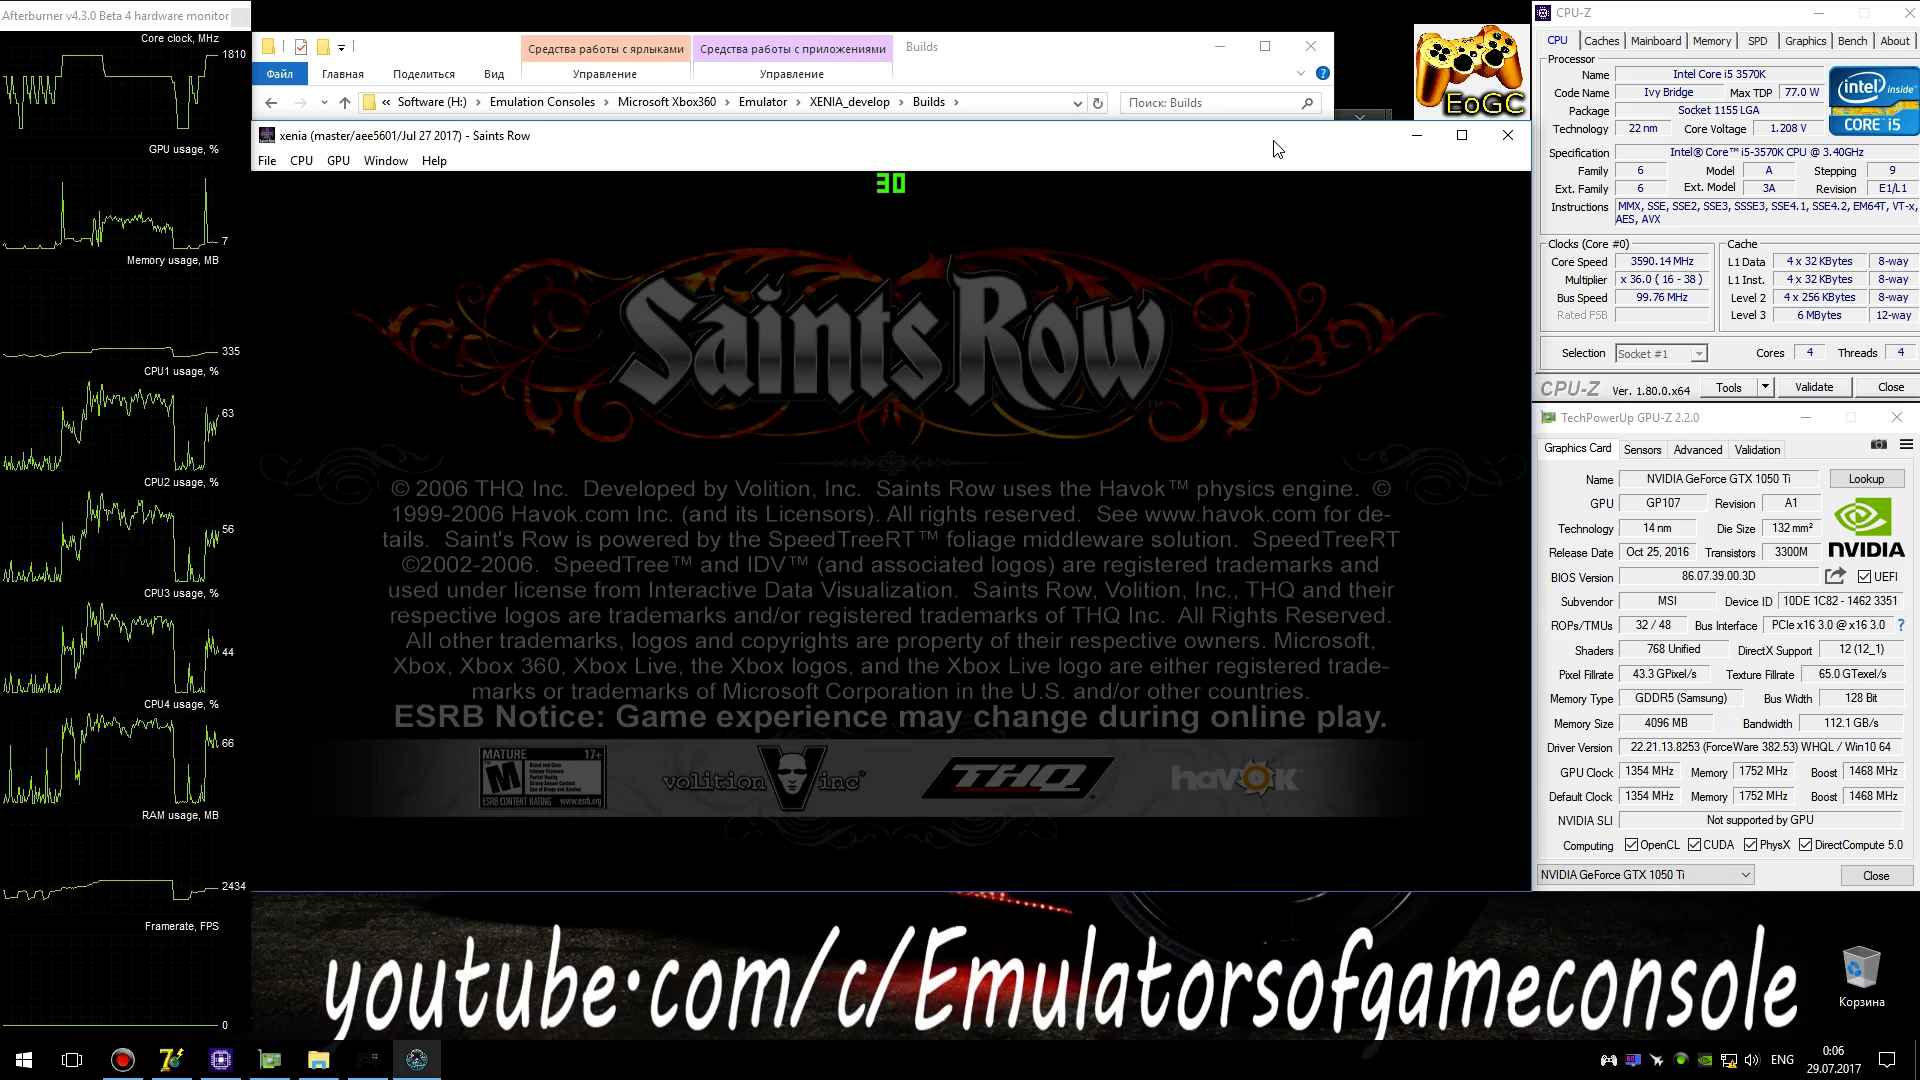 Afterburner v4.3.0 Beta 4 hardware monitor
Core clock, MHz
1810
GPU usage, %
7
Memory usage, MB
335
CPU1 usage, %
63
CPU2 usage, %
56
CPU3 usage, %
44
CPU4 usage, %
66
RAM usage, MB
2434
Framerate, FPS
0
Средства работы с ярлыками
Средства работы с приложениями
Builds
Файл
Главная
Поделиться
Вид
Управление
Управление
« Software (H:) > Emulation Consoles > Microsoft Xbox360 > Emulator > XENIA_develop > Builds >
Поиск: Builds
EoGC
xenia (master/aee5601/Jul 27 2017) - Saints Row
File CPU GPU Window Help
30
Saints Row
© 2006 THQ Inc. Developed by Volition, Inc. Saints Row uses the Havok™ physics engine. ©
1999-2006 Havok.com Inc. (and its Licensors). All rights reserved. See www.havok.com for de-
tails. Saint's Row is powered by the SpeedTreeRT™ foliage middleware solution. SpeedTreeRT
©2002-2006. SpeedTree™ and IDV™ (and associated logos) are registered trademarks and
used under license from Interactive Data Visualization. Saints Row, Volition, Inc., THQ and their
respective logos are trademarks and/or registered trademarks of THQ Inc. All Rights Reserved.
All other trademarks, logos and copyrights are property of their respective owners. Microsoft,
Xbox, Xbox 360, Xbox Live, the Xbox logos, and the Xbox Live logo are either registered trade-
marks or trademarks of Microsoft Corporation in the U.S. and/or other countries.
ESRB Notice: Game experience may change during online play.
MATURE 17+
M
ESRB CONTENT RATING www.esrb.org
volition inc
THQ
havok
CPU-Z
CPU Caches Mainboard Memory SPD Graphics Bench About
Processor
Name Intel Core i5 3570K
Code Name Ivy Bridge Max TDP 77.0 W
Package Socket 1155 LGA
Technology 22 nm Core Voltage 1.208 V
intel inside™
CORE i5
Specification Intel® Core™ i5-3570K CPU @ 3.40GHz
Family 6 Model A Stepping 9
Ext. Family 6 Ext. Model 3A Revision E1/L1
Instructions MMX, SSE, SSE2, SSE3, SSSE3, SSE4.1, SSE4.2, EM64T, VT-x,
AES, AVX
Clocks (Core #0)
Core Speed 3590.14 MHz
Multiplier x 36.0 ( 16 - 38 )
Bus Speed 99.76 MHz
Rated FSB
Cache
L1 Data 4 x 32 KBytes 8-way
L1 Inst. 4 x 32 KBytes 8-way
Level 2 4 x 256 KBytes 8-way
Level 3 6 MBytes 12-way
Selection Socket #1 Cores 4 Threads 4
CPU-Z Ver. 1.80.0.x64 Tools Validate Close
TechPowerUp GPU-Z 2.2.0
Graphics Card Sensors Advanced Validation
Name NVIDIA GeForce GTX 1050 Ti Lookup
GPU GP107 Revision A1
Technology 14 nm Die Size 132 mm²
Release Date Oct 25, 2016 Transistors 3300M
NVIDIA
BIOS Version 86.07.39.00.3D UEFI
Subvendor MSI Device ID 10DE 1C82 - 1462 3351
ROPs/TMUs 32 / 48 Bus Interface PCIe x16 3.0 @ x16 3.0 ?
Shaders 768 Unified DirectX Support 12 (12_1)
Pixel Fillrate 43.3 GPixel/s Texture Fillrate 65.0 GTexel/s
Memory Type GDDR5 (Samsung) Bus Width 128 Bit
Memory Size 4096 MB Bandwidth 112.1 GB/s
Driver Version 22.21.13.8253 (ForceWare 382.53) WHQL / Win10 64
GPU Clock 1354 MHz Memory 1752 MHz Boost 1468 MHz
Default Clock 1354 MHz Memory 1752 MHz Boost 1468 MHz
NVIDIA SLI Not supported by GPU
Computing OpenCL CUDA PhysX DirectCompute 5.0
NVIDIA GeForce GTX 1050 Ti Close
youtube.com/c/Emulatorsofgameconsole
Корзина
ENG
0:06
29.07.2017